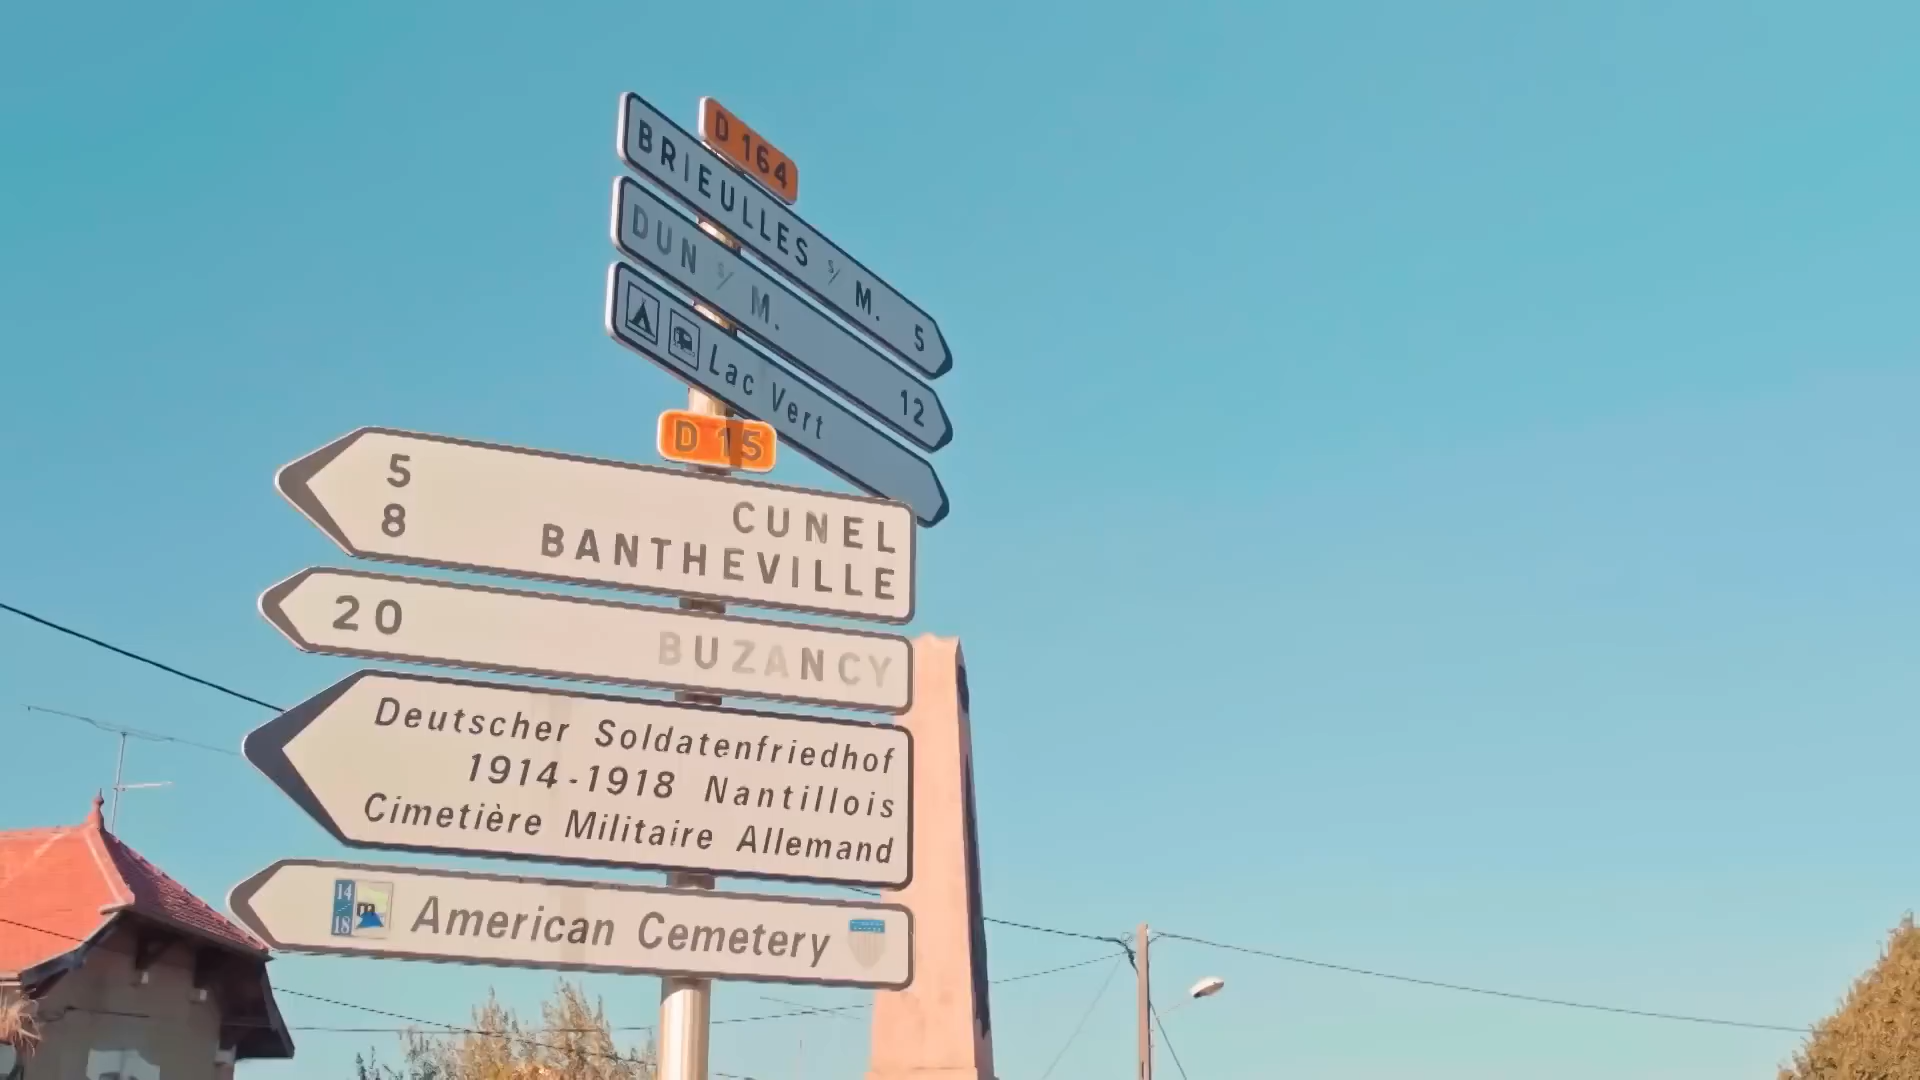 D 164
BRIEULLES s/ M. 5
DUN s/ M. 12
Lac Vert
D 15
5 CUNEL
8 BANTHEVILLE
20 BUZANCY
Deutscher Soldatenfriedhof
1914-1918 Nantillois
Cimetière Militaire Allemand
14 18 American Cemetery